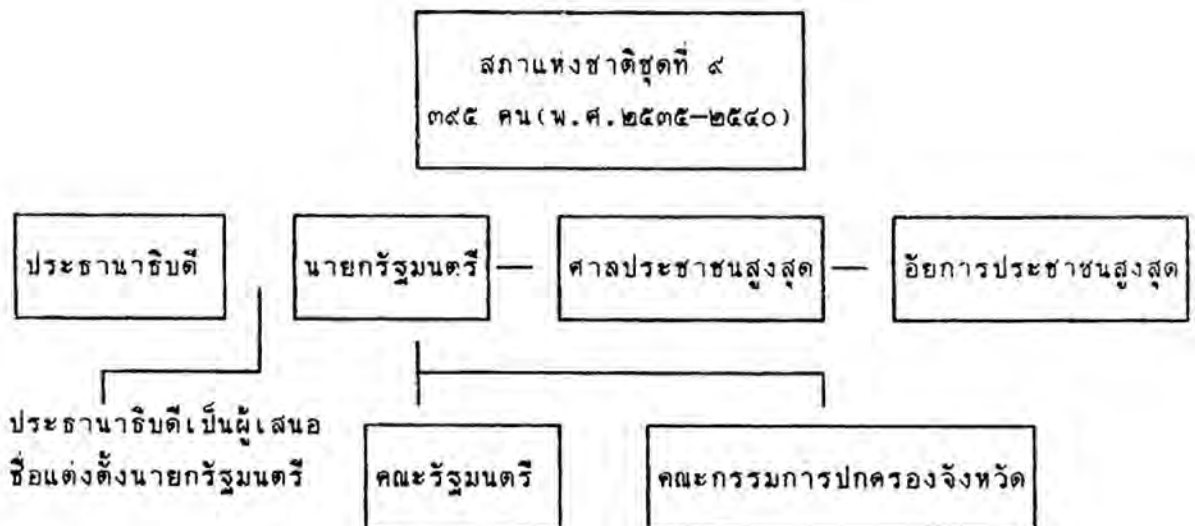 สภาแห่งชาติชุดที่ ๙
๓๙๕ คน(พ.ศ.๒๕๓๕-๒๕๔๐)
ประธานาธิบดี
นายกรัฐมนตรี
ศาลประชาชนสูงสุด
อัยการประชาชนสูงสุด
ประธานาธิบดีเป็นผู้เสนอ
ชื่อแต่งตั้งนายกรัฐมนตรี
คณะรัฐมนตรี
คณะกรรมการปกครองจังหวัด